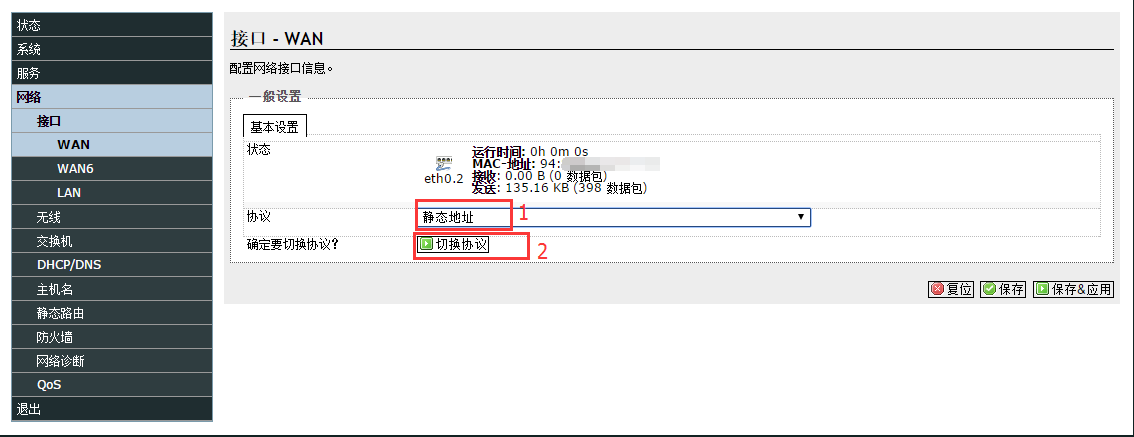 状态
系统
服务
网络
接口
WAN
WAN6
LAN
无线
交换机
DHCP/DNS
主机名
静态路由
防火墙
网络诊断
QoS
退出
接口 - WAN
配置网络接口信息。
一般设置
基本设置
状态
eth0.2
运行时间: 0h 0m 0s
MAC-地址: 94:
接收: 0.00 B (0 数据包)
发送: 135.16 KB (398 数据包)
协议 静态地址 1
确定要切换协议? 切换协议 2
复位 保存 保存&应用